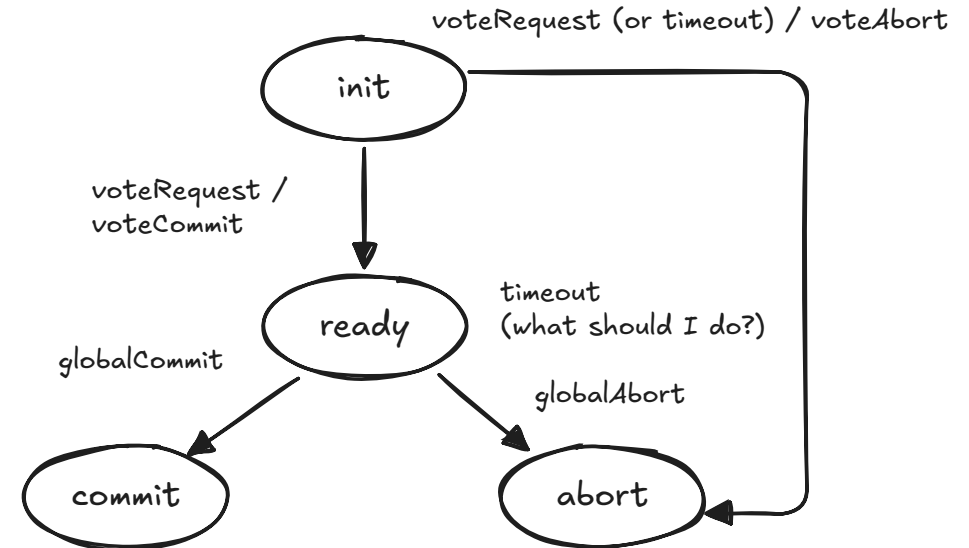 voteRequest (or timeout) / voteAbort
init
voteRequest /
voteCommit
timeout
(what should I do?)
ready
globalCommit
globalAbort
commit
abort